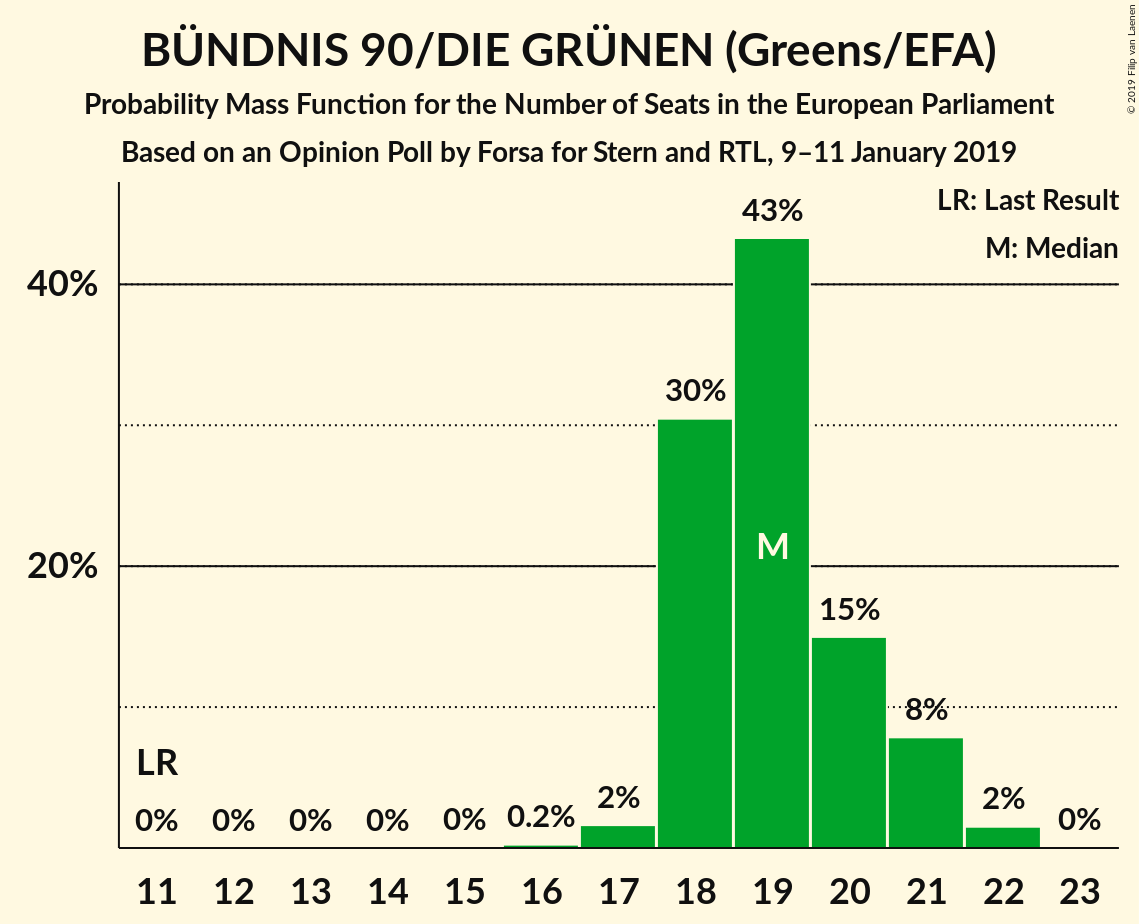 BÜNDNIS 90/DIE GRÜNEN (Greens/EFA)
Probability Mass Function for the Number of Seats in the European Parliament
Based on an Opinion Poll by Forsa for Stern and RTL, 9–11 January 2019
© 2019 Filip van Laenen
LR: Last Result
M: Median
43%
40%
30%
M
20%
15%
8%
LR
0% 0% 0% 0% 0% 0.2% 2% 2% 0%
11 12 13 14 15 16 17 18 19 20 21 22 23